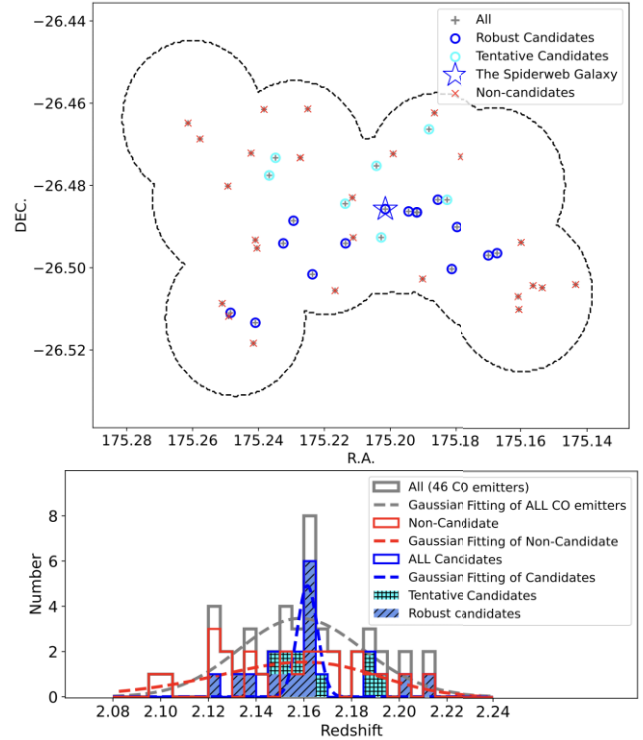 −26.44
−26.46
−26.48
−26.50
−26.52
DEC.
All
Robust Candidates
Tentative Candidates
The Spiderweb Galaxy
Non-candidates
175.28 175.26 175.24 175.22 175.20 175.18 175.16 175.14
R.A.
8
6
4
2
0
Number
All (46 C0 emitters)
Gaussian Fitting of ALL CO emitters
Non-Candidate
Gaussian Fitting of Non-Candidate
ALL Candidates
Gaussian Fitting of Candidates
Tentative Candidates
Robust candidates
2.08 2.10 2.12 2.14 2.16 2.18 2.20 2.22 2.24
Redshift